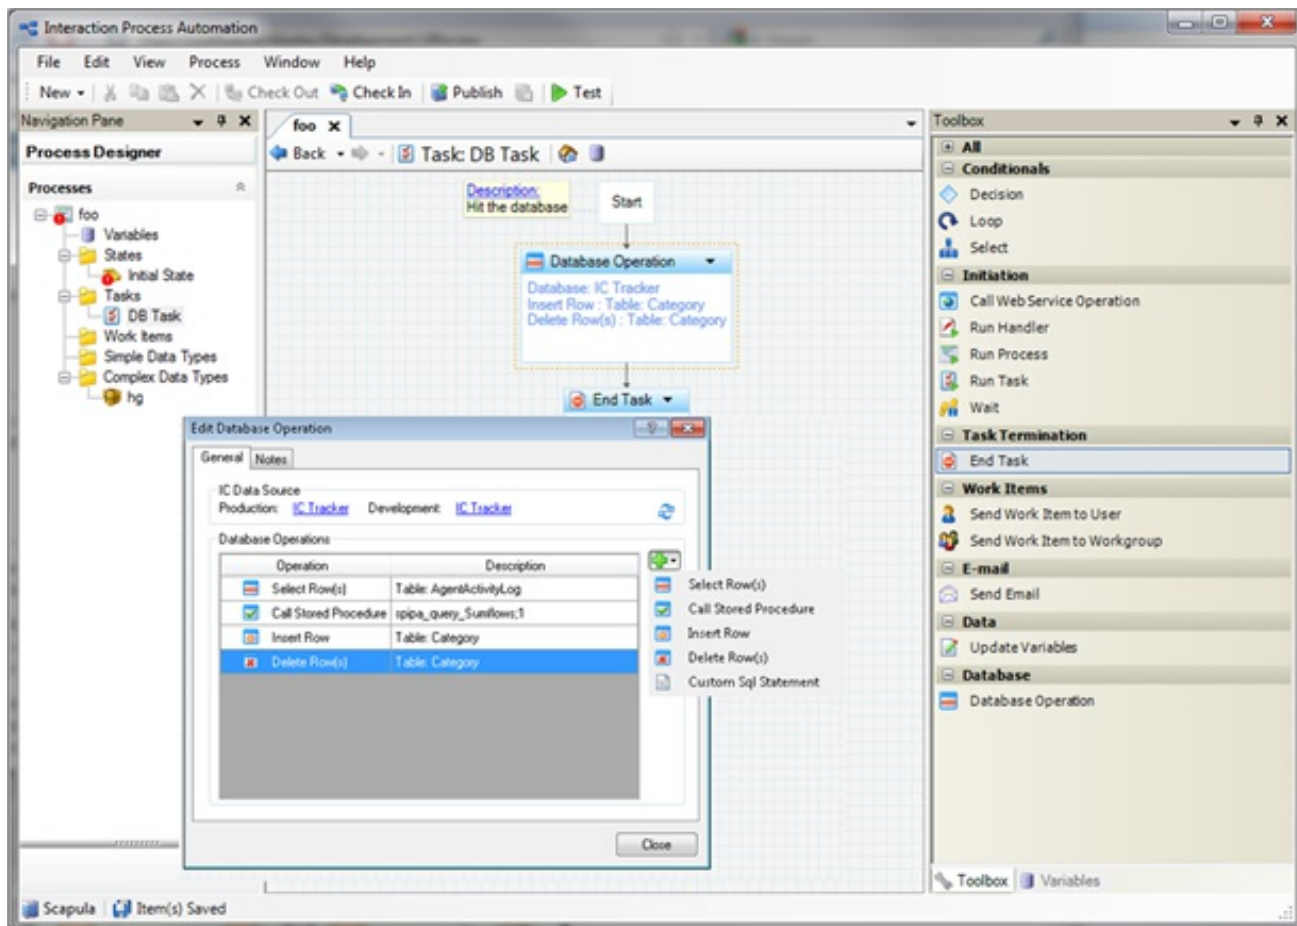 Interaction Process Automation
File Edit View Process Window Help
New Check Out Check In Publish Test
Navigation Pane
Process Designer
Processes
foo
Variables
States
Initial State
Tasks
DB Task
Work Items
Simple Data Types
Complex Data Types
hg
foo
Back Task: DB Task
Description:
Hit the database
Start
Database Operation
Database: IC Tracker
Insert Row : Table: Category
Delete Row(s) : Table: Category
End Task
Edit Database Operation
General Notes
IC Data Source
Production: IC Tracker Development: IC Tracker
Database Operations
Operation Description
Select Row(s) Table: AgentActivityLog
Call Stored Procedure spipa_query_Sumflows;1
Insert Row Table: Category
Delete Row(s) Table: Category
Select Row(s)
Call Stored Procedure
Insert Row
Delete Row(s)
Custom Sql Statement
Close
Toolbox
All
Conditionals
Decision
Loop
Select
Initiation
Call Web Service Operation
Run Handler
Run Process
Run Task
Wait
Task Termination
End Task
Work Items
Send Work Item to User
Send Work Item to Workgroup
E-mail
Send Email
Data
Update Variables
Database
Database Operation
Toolbox Variables
Scapula Item(s) Saved